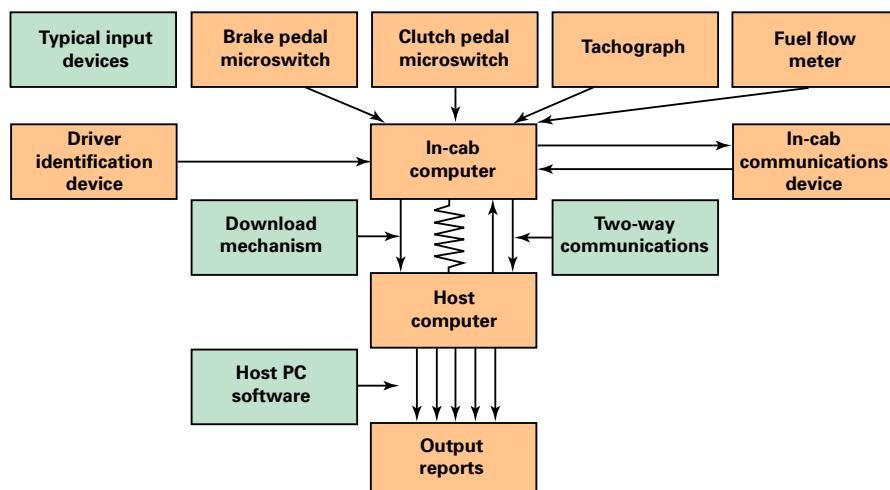 Typical input
devices
Brake pedal
microswitch
Clutch pedal
microswitch
Tachograph
Fuel flow
meter
Driver
identification
device
In-cab
computer
In-cab
communications
device
Download
mechanism
Two-way
communications
Host
computer
Host PC
software
Output
reports